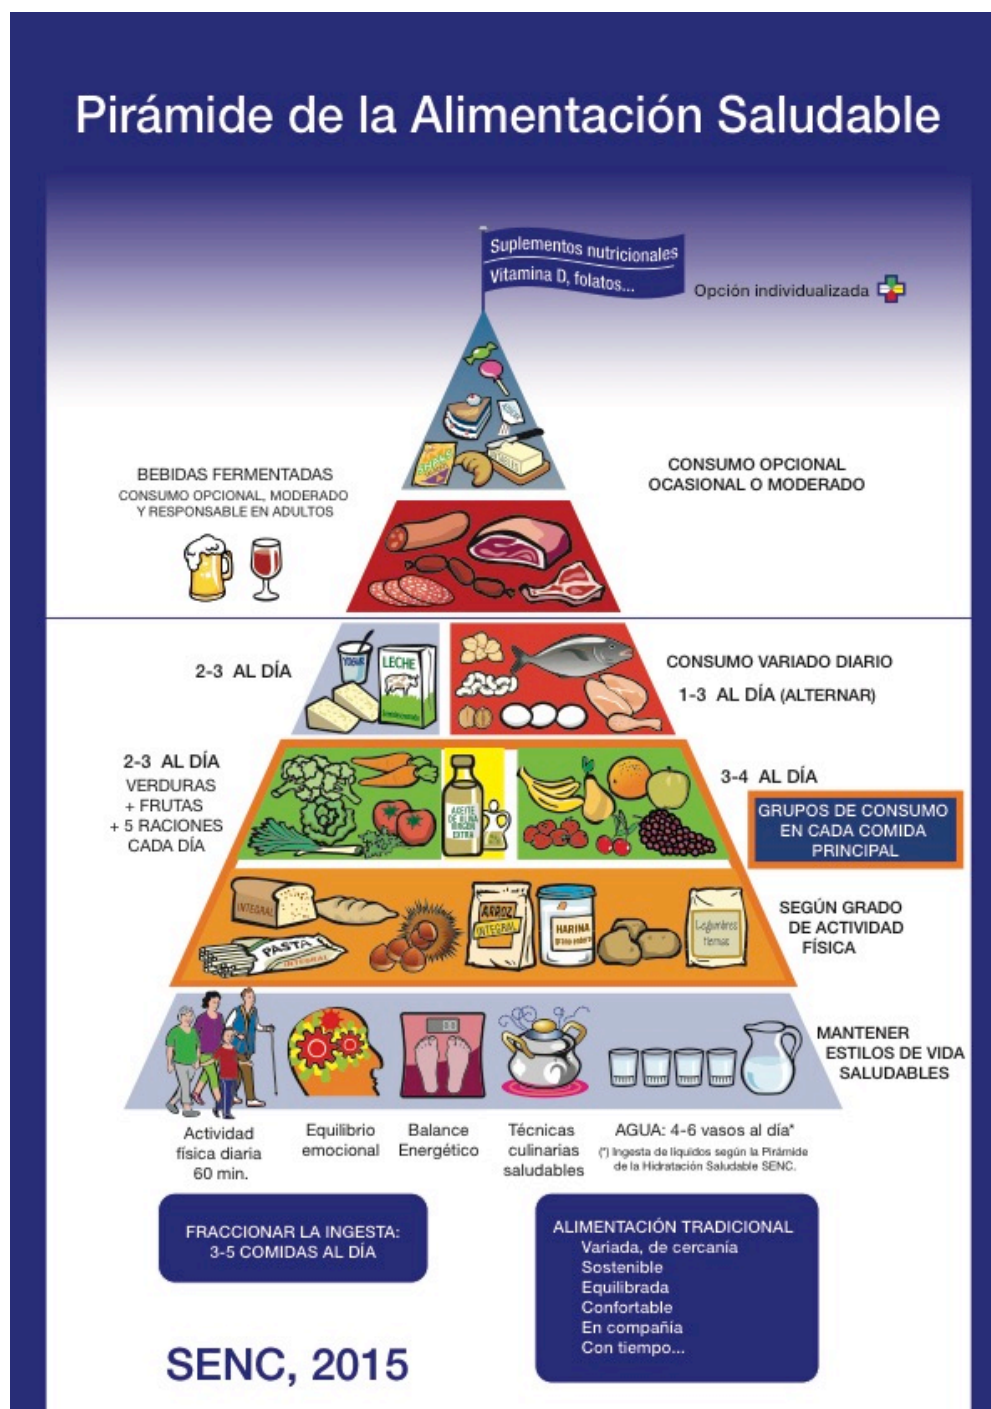 Pirámide de la Alimentación Saludable
Suplementos nutricionales
Vitamina D, folatos...
Opción individualizada
CONSUMO OPCIONAL
OCASIONAL O MODERADO
BEBIDAS FERMENTADAS
CONSUMO OPCIONAL, MODERADO
Y RESPONSABLE EN ADULTOS
2-3 AL DÍA
YOGUR
LECHE
CONSUMO VARIADO DIARIO
1-3 AL DÍA (ALTERNAR)
2-3 AL DÍA
VERDURAS
+ FRUTAS
+ 5 RACIONES
CADA DÍA
ACEITE
DE OLIVA
VIRGEN
EXTRA
3-4 AL DÍA
GRUPOS DE CONSUMO
EN CADA COMIDA
PRINCIPAL
INTEGRAL
PASTA
INTEGRAL
ARROZ
INTEGRAL
HARINA
Legumbres
tiernas
SEGÚN GRADO
DE ACTIVIDAD
FÍSICA
MANTENER
ESTILOS DE VIDA
SALUDABLES
Actividad
física diaria
60 min.
Equilibrio
emocional
Balance
Energético
Técnicas
culinarias
saludables
AGUA: 4-6 vasos al día*
(*) Ingesta de líquidos según la Pirámide
de la Hidratación Saludable SENC.
FRACCIONAR LA INGESTA:
3-5 COMIDAS AL DÍA
ALIMENTACIÓN TRADICIONAL
Variada, de cercanía
Sostenible
Equilibrada
Confortable
En compañía
Con tiempo...
SENC, 2015